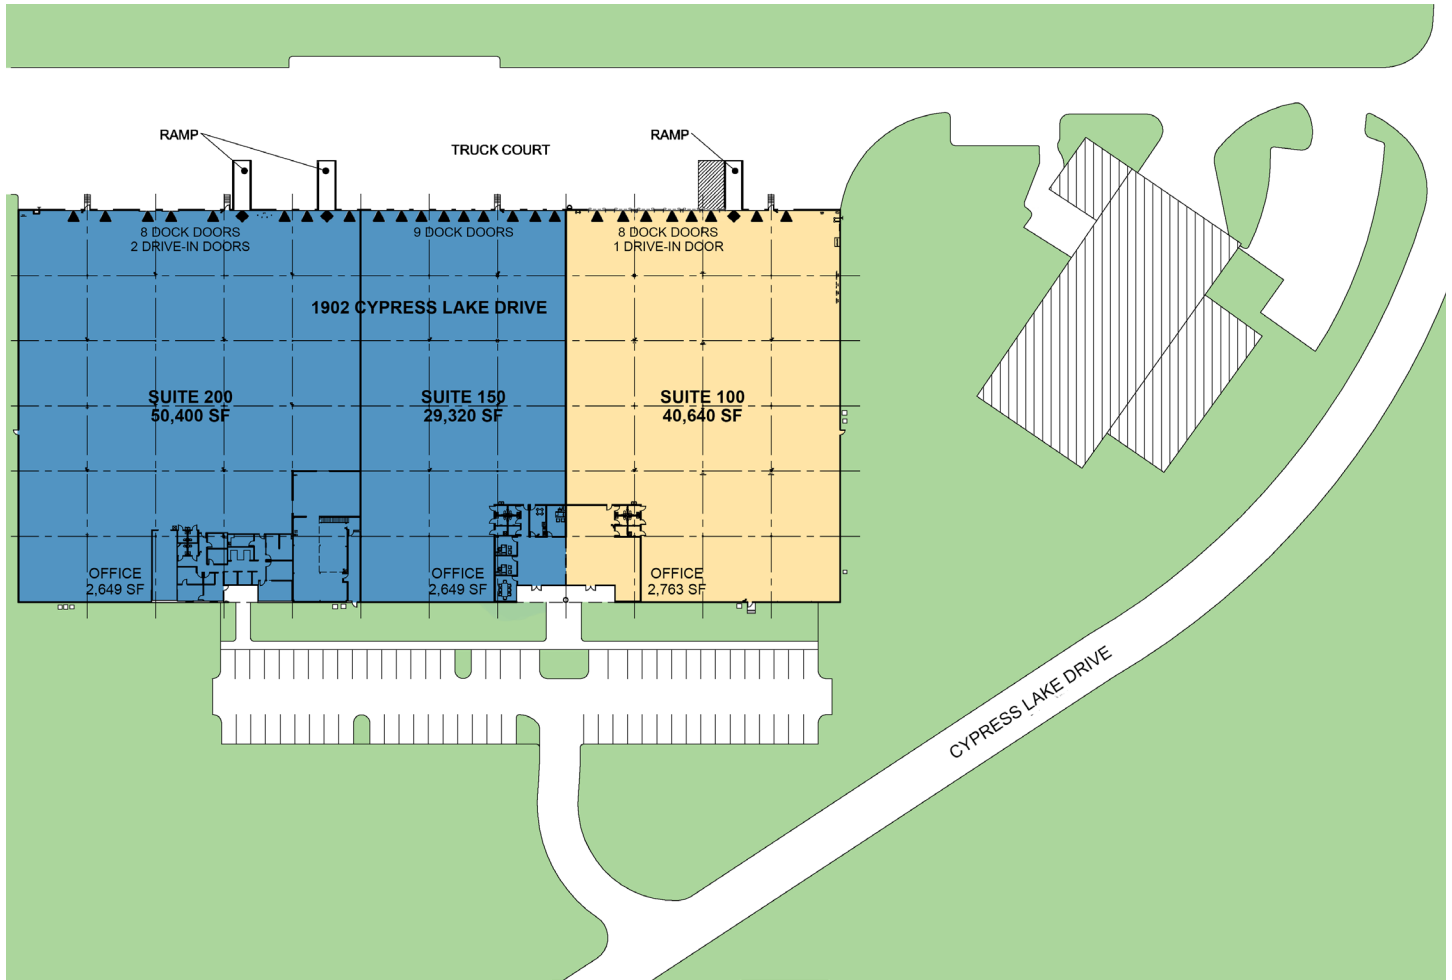 RAMP
RAMP
TRUCK COURT
8 DOCK DOORS
2 DRIVE-IN DOORS
9 DOCK DOORS
8 DOCK DOORS
1 DRIVE-IN DOOR
1902 CYPRESS LAKE DRIVE
SUITE 200
50,400 SF
SUITE 150
29,320 SF
SUITE 100
40,640 SF
OFFICE
2,649 SF
OFFICE
2,649 SF
OFFICE
2,763 SF
CYPRESS LAKE DRIVE